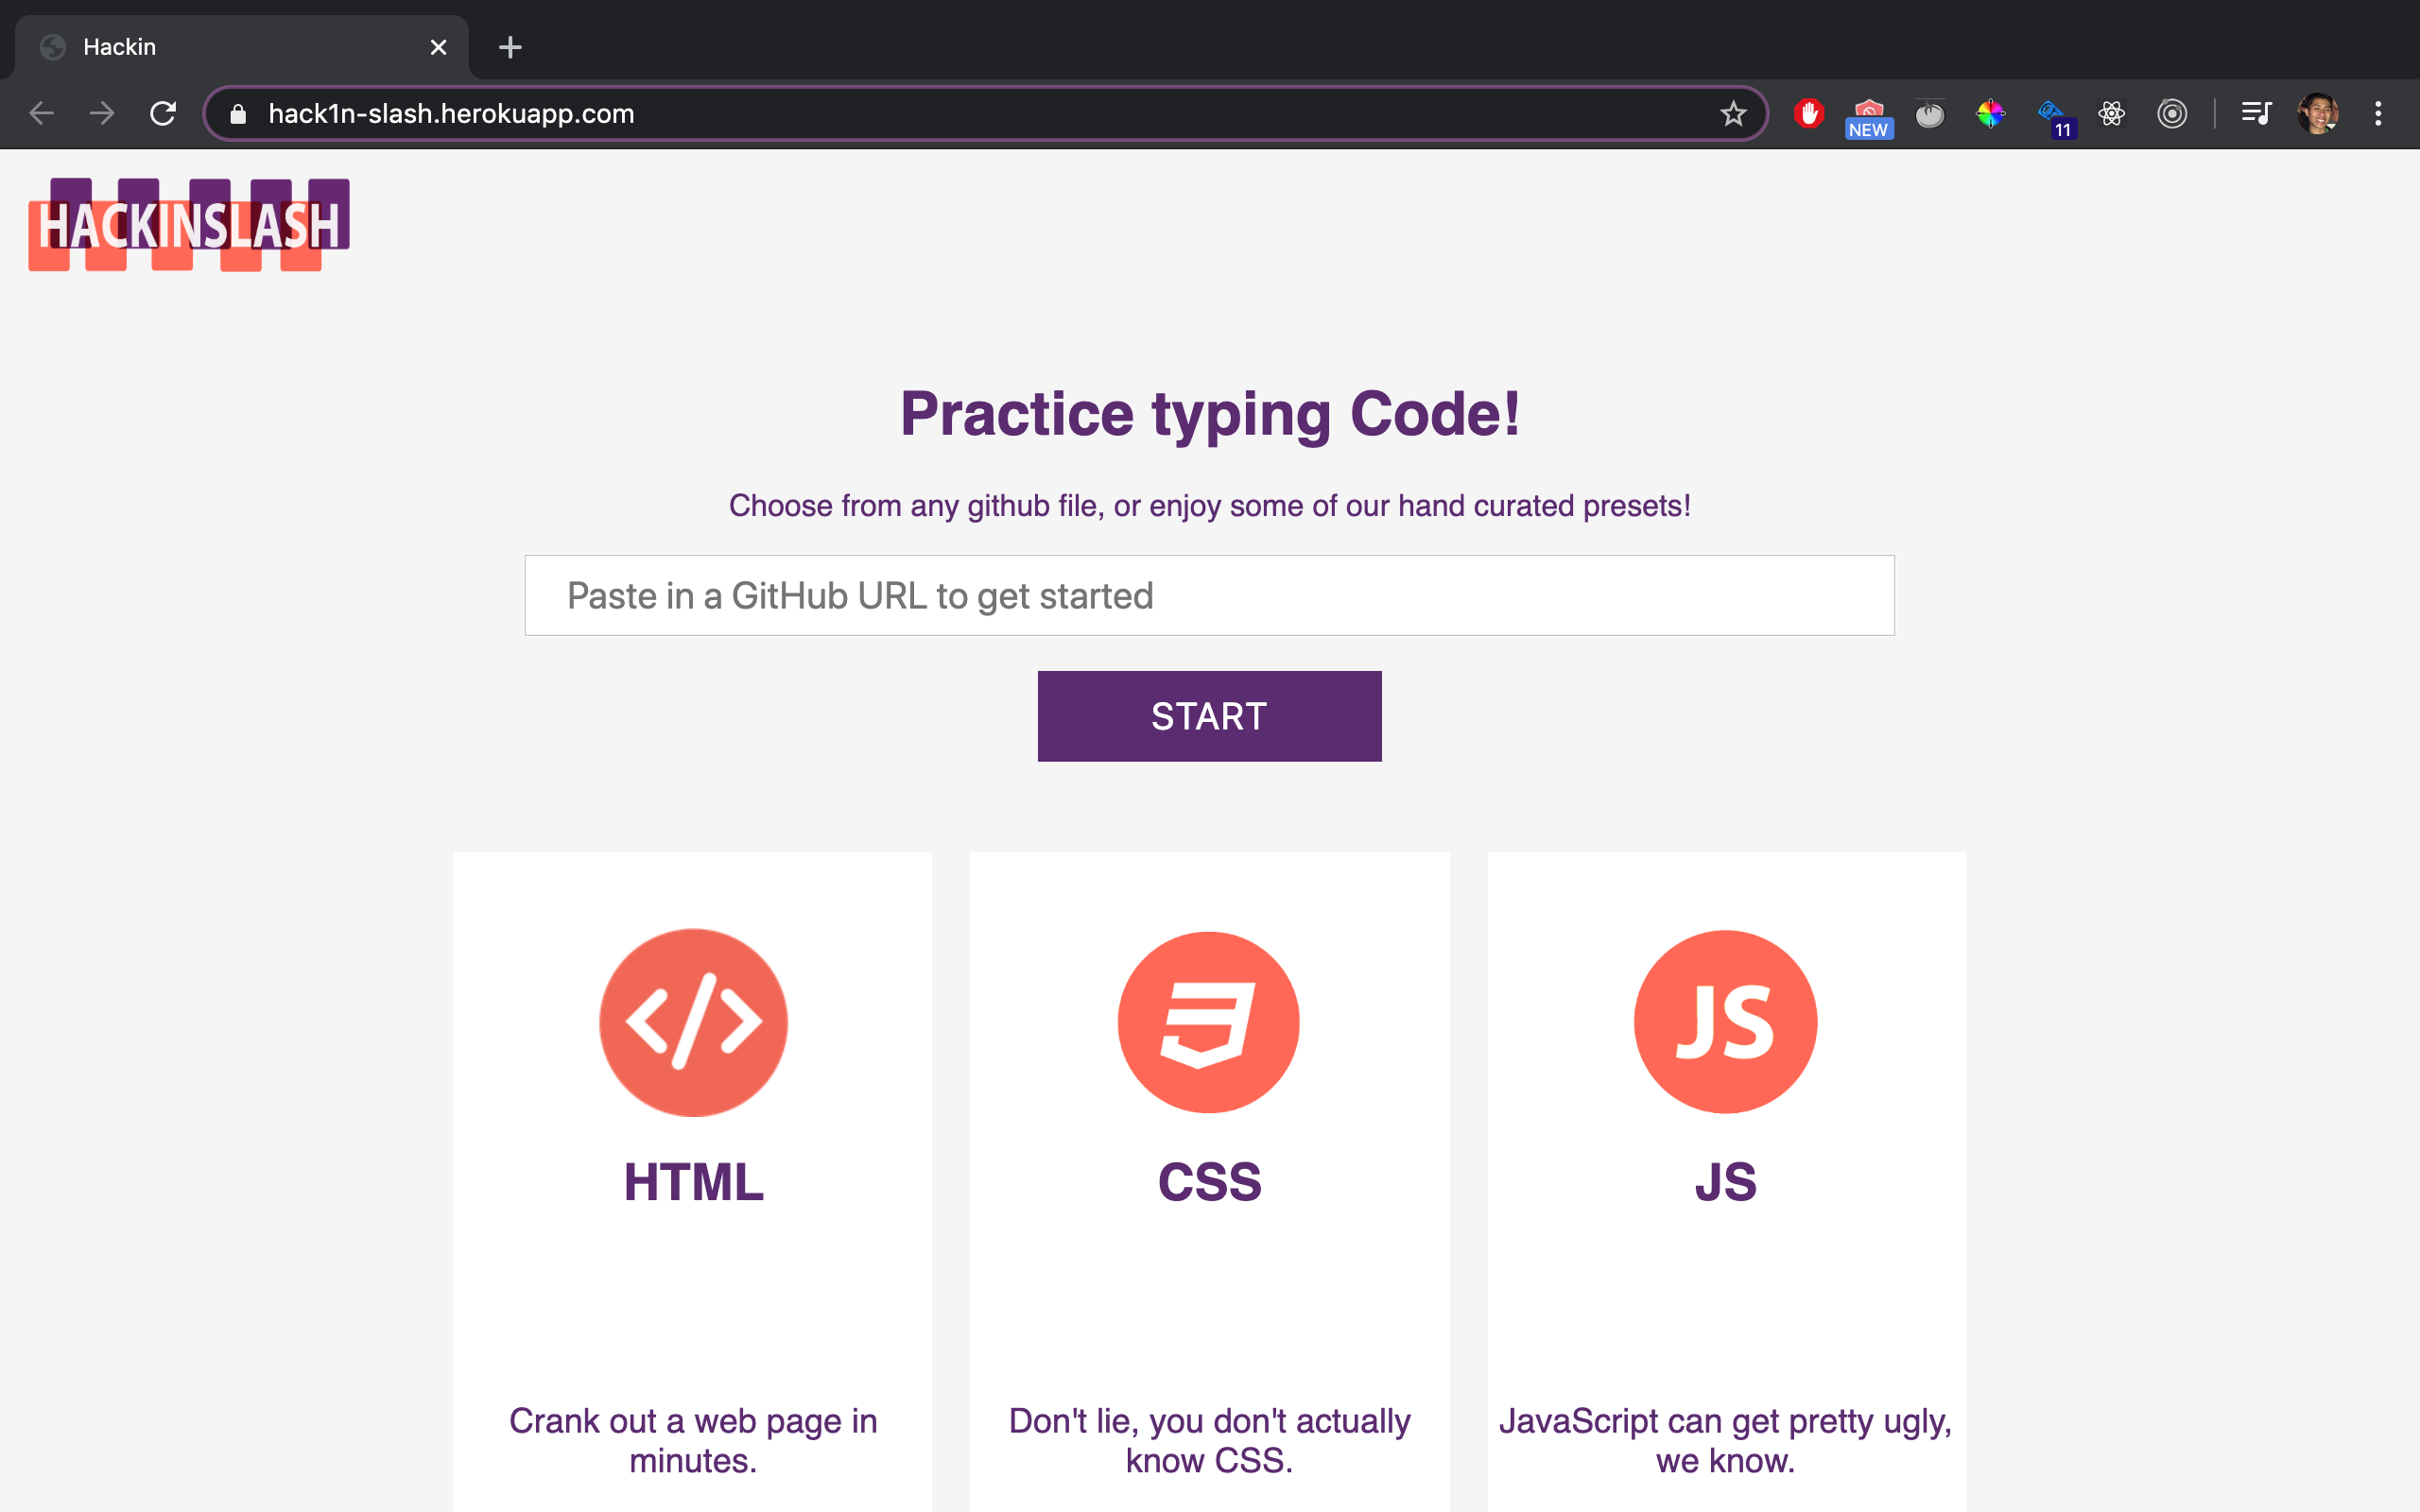 Hackin
hack1n-slash.herokuapp.com
NEW
11
HACKINSLASH
Practice typing Code!
Choose from any github file, or enjoy some of our hand curated presets!
Paste in a GitHub URL to get started
START
</>
JS
HTML
CSS
JS
Crank out a web page in
minutes.
Don't lie, you don't actually
know CSS.
JavaScript can get pretty ugly,
we know.